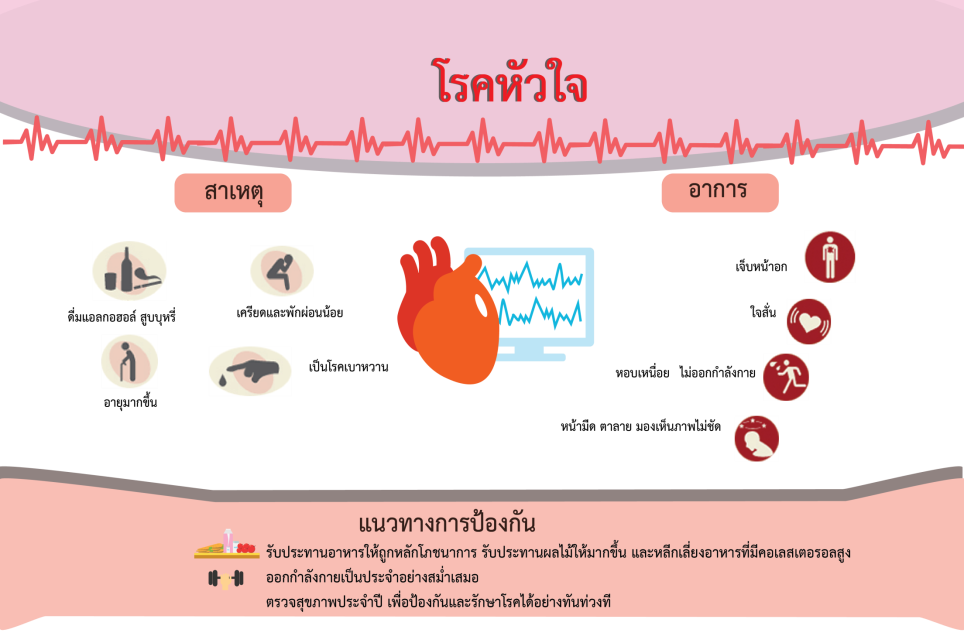 โรคหัวใจ
สาเหตุ
ดื่มแอลกอฮอล์ สูบบุหรี่
เครียดและพักผ่อนน้อย
อายุมากขึ้น
เป็นโรคเบาหวาน
อาการ
เจ็บหน้าอก
ใจสั่น
หอบเหนื่อย ไม่ออกกำลังกาย
หน้ามืด ตาลาย มองเห็นภาพไม่ชัด
แนวทางการป้องกัน
รับประทานอาหารให้ถูกหลักโภชนาการ รับประทานผลไม้ให้มากขึ้น และหลีกเลี่ยงอาหารที่มีคอเลสเตอรอลสูง
ออกกำลังกายเป็นประจำอย่างสม่ำเสมอ
ตรวจสุขภาพประจำปี เพื่อป้องกันและรักษาโรคได้อย่างทันท่วงที